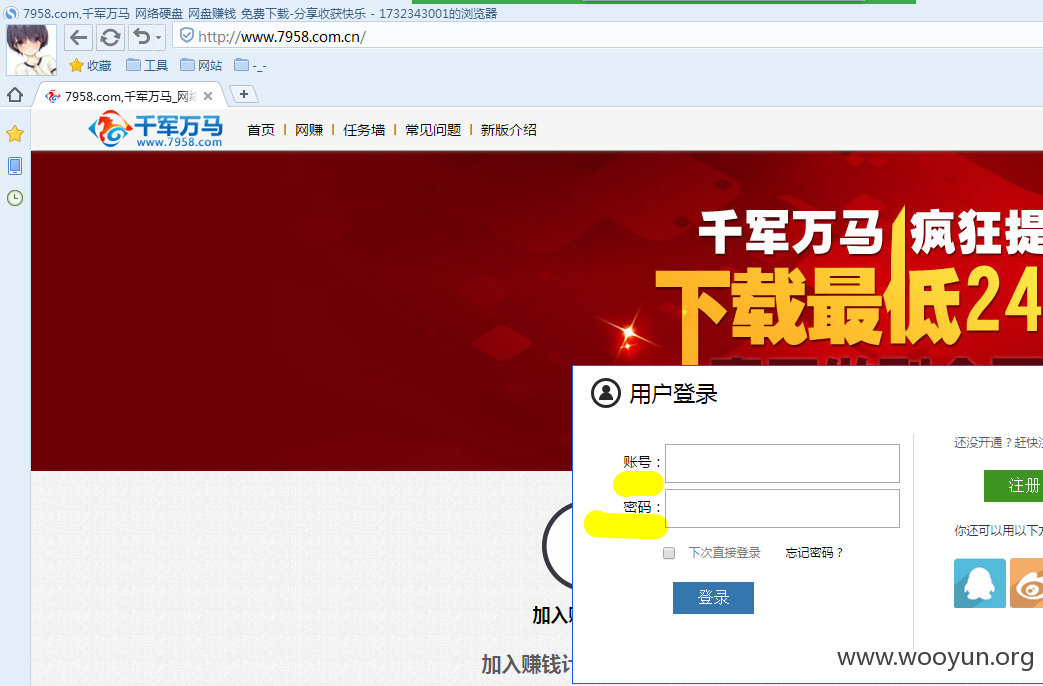 7958.com,千军万马 网络硬盘 网盘赚钱 免费下载-分享收获快乐 - 1732343001的浏览器
http://www.7958.com.cn/
收藏 工具 网站 -_-
7958.com,千军万马_网络
千军万马
www.7958.com
首页 网赚 任务墙 常见问题 新版介绍
千军万马 疯狂提
下载最低24
用户登录
账号：
密码：
下次直接登录 忘记密码？
登录
还没开通？赶快注
注册
你还可以用以下方
加入
加入赚钱计
www.wooyun.org